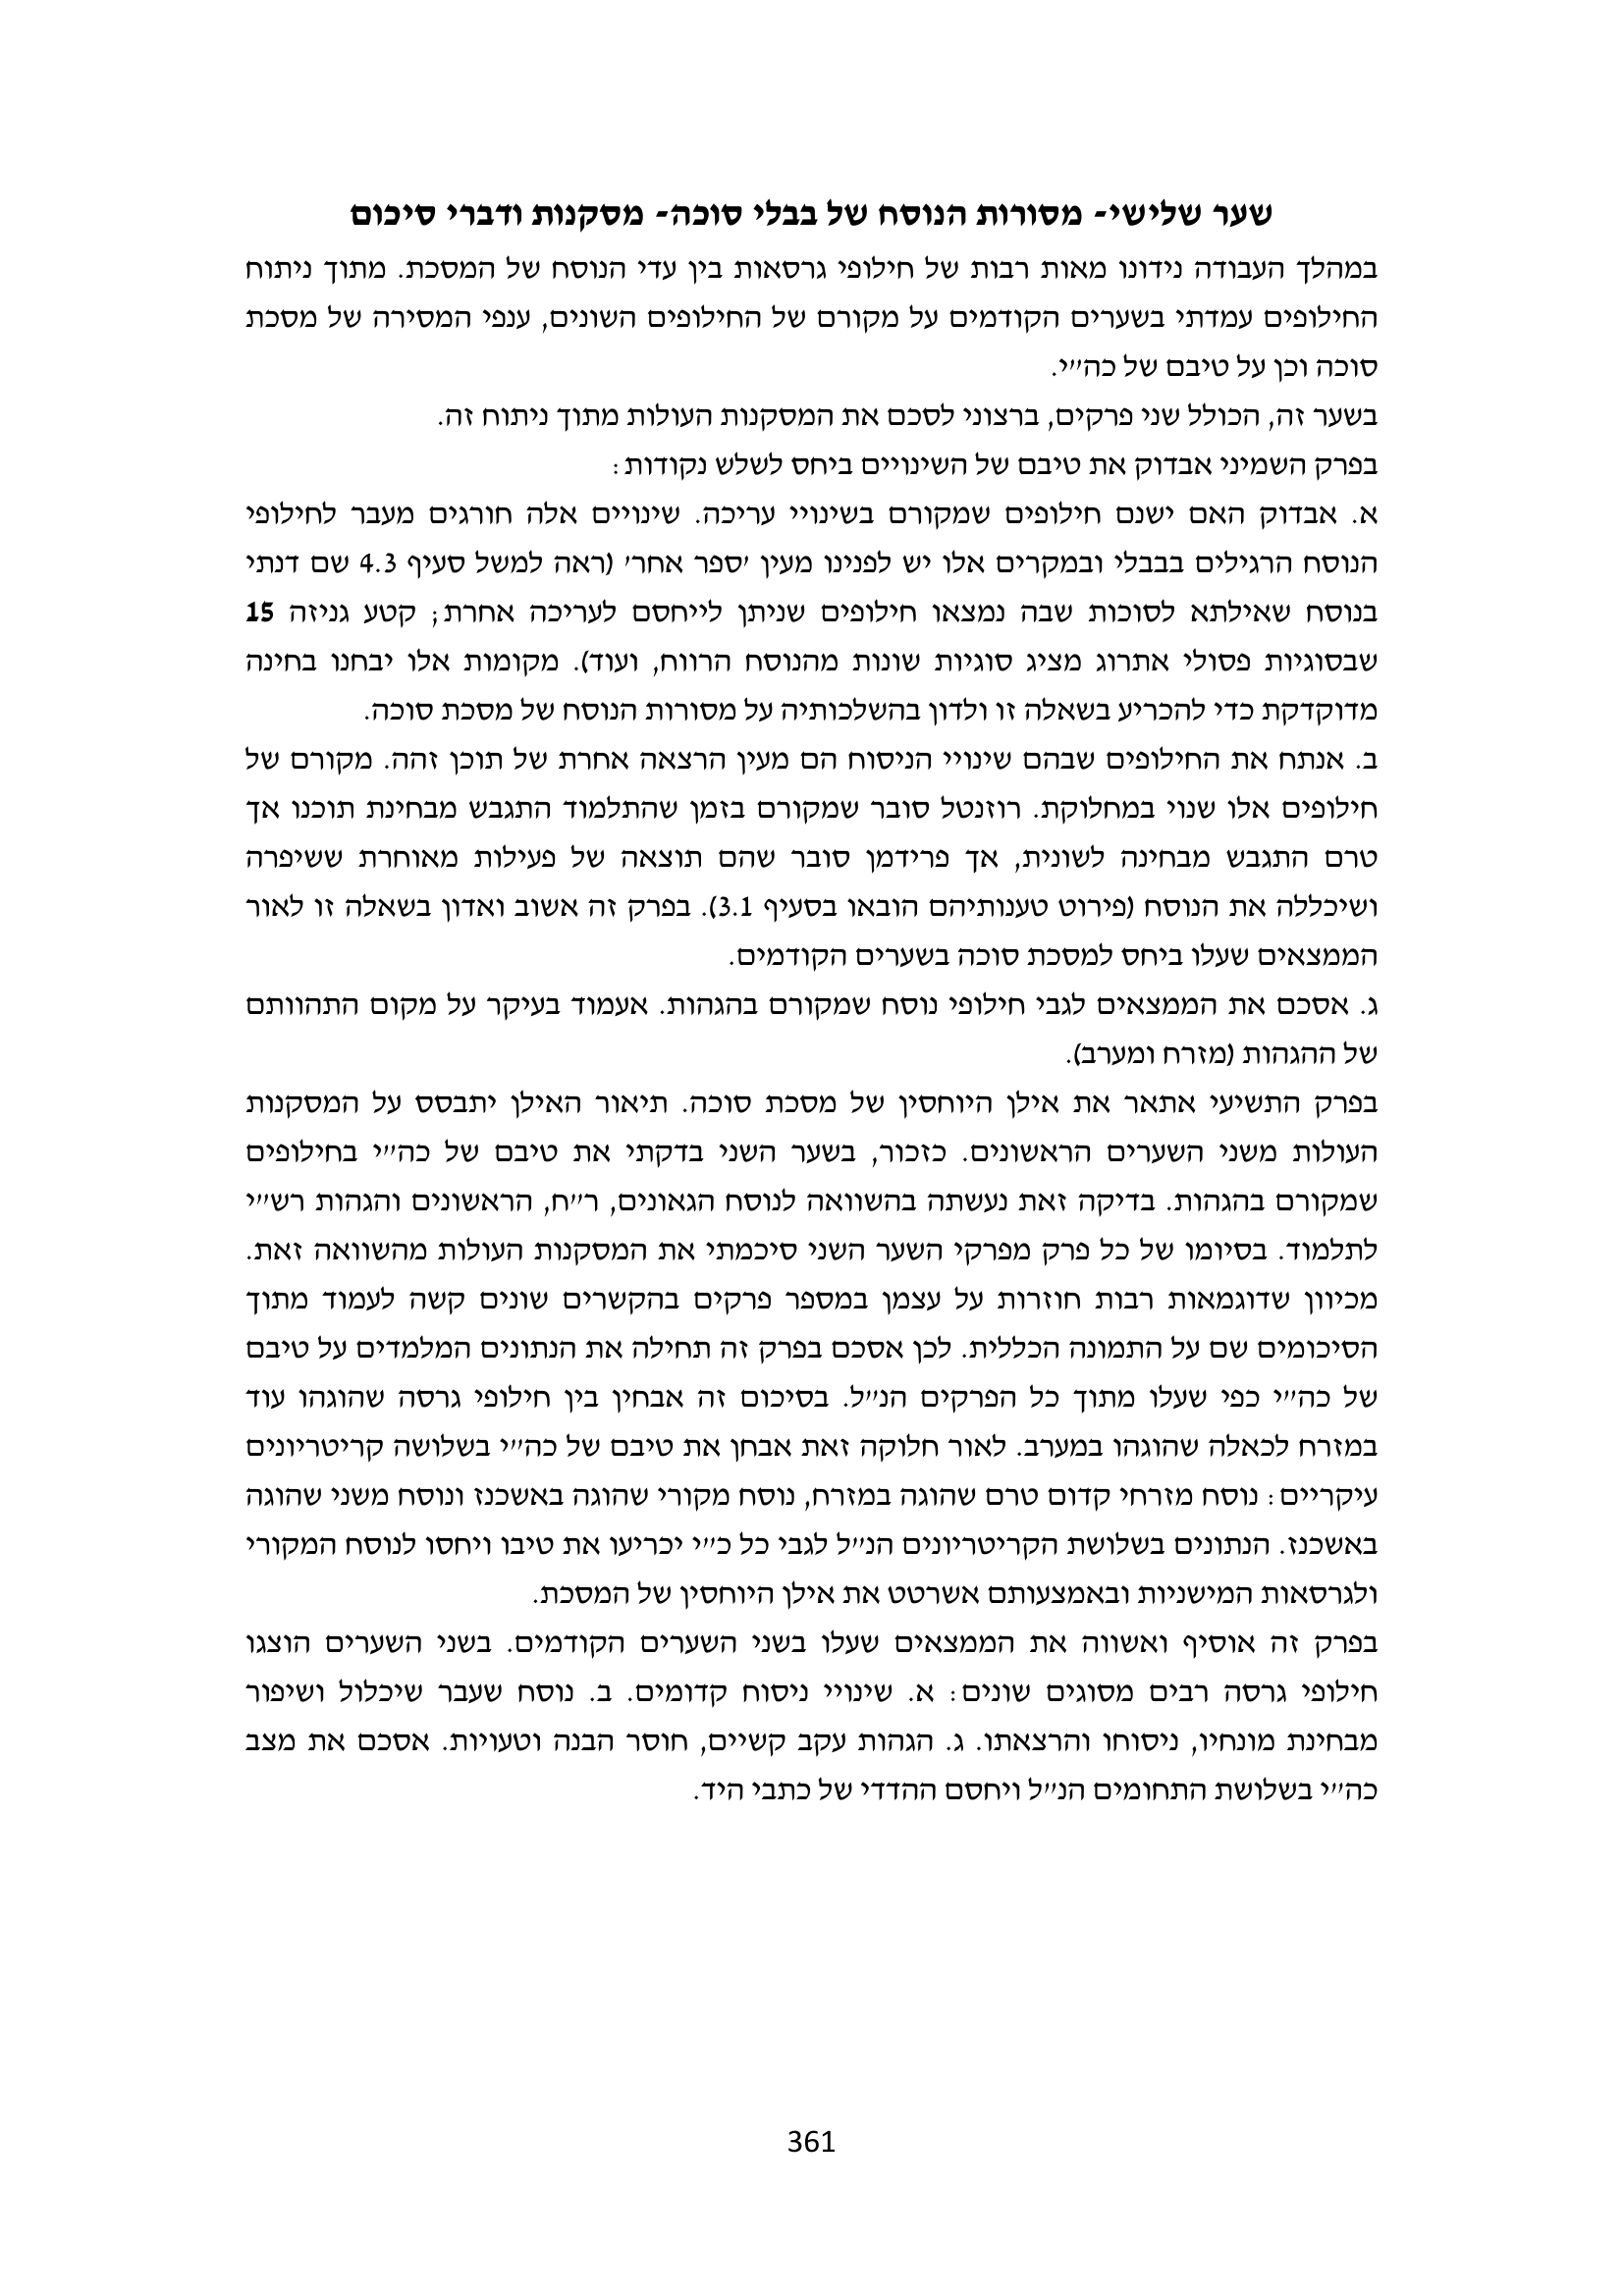 שער שלישי- מסורות הנוסח של בבלי סוכה- מסקנות ודברי סיכום
במהלך העבודה נידונו מאות רבות של חילופי גרסאות בין עדי הנוסח של המסכת. מתוך ניתוח
החילופים עמדתי בשערים הקודמים על מקורם של החילופים השונים, ענפי המסירה של מסכת
סוכה וכן על טיבם של כה״י.
בשער זה, הכולל שני פרקים, ברצוני לסכם את המסקנות העולות מתוך ניתוח זה.
בפרק השמיני אבדוק את טיבם של השינויים ביחס לשלש נקודות:
א. אבדוק האם ישנם חילופים שמקורם בשינויי עריכה. שינויים אלה חורגים מעבר לחילופי
הנוסח הרגילים בבבלי ובמקרים אלו יש לפנינו מעין ׳ספר אחר׳ (ראה למשל סעיף 4.3 שם דנתי
בנוסח שאילתא לסוכות שבה נמצאו חילופים שניתן לייחסם לעריכה אחרת; קטע גניזה 15
שבסוגיות פסולי אתרוג מציג סוגיות שונות מהנוסח הרווח, ועוד). מקומות אלו יבחנו בחינה
מדוקדקת כדי להכריע בשאלה זו ולדון בהשלכותיה על מסורות הנוסח של מסכת סוכה.
ב. אנתח את החילופים שבהם שינויי הניסוח הם מעין הרצאה אחרת של תוכן זהה. מקורם של
חילופים אלו שנוי במחלוקת. רוזנטל סובר שמקורם בזמן שהתלמוד התגבש מבחינת תוכנו אך
טרם התגבש מבחינה לשונית, אך פרידמן סובר שהם תוצאה של פעילות מאוחרת ששיפרה
ושיכללה את הנוסח (פירוט טענותיהם הובאו בסעיף 3.1). בפרק זה אשוב ואדון בשאלה זו לאור
הממצאים שעלו ביחס למסכת סוכה בשערים הקודמים.
ג. אסכם את הממצאים לגבי חילופי נוסח שמקורם בהגהות. אעמוד בעיקר על מקום התהוותם
של ההגהות (מזרח ומערב).
בפרק התשיעי אתאר את אילן היוחסין של מסכת סוכה. תיאור האילן יתבסס על המסקנות
העולות משני השערים הראשונים. כזכור, בשער השני בדקתי את טיבם של כה״י בחילופים
שמקורם בהגהות. בדיקה זאת נעשתה בהשוואה לנוסח הגאונים, ר״ח, הראשונים והגהות רש״י
לתלמוד. בסיומו של כל פרק מפרקי השער השני סיכמתי את המסקנות העולות מהשוואה זאת.
מכיוון שדוגמאות רבות חוזרות על עצמן במספר פרקים בהקשרים שונים קשה לעמוד מתוך
הסיכומים שם על התמונה הכללית. לכן אסכם בפרק זה תחילה את הנתונים המלמדים על טיבם
של כה״י כפי שעלו מתוך כל הפרקים הנ״ל. בסיכום זה אבחין בין חילופי גרסה שהוגהו עוד
במזרח לכאלה שהוגהו במערב. לאור חלוקה זאת אבחן את טיבם של כה״י בשלושה קריטריונים
עיקריים: נוסח מזרחי קדום טרם שהוגה במזרח, נוסח מקורי שהוגה באשכנז ונוסח משני שהוגה
באשכנז. הנתונים בשלושת הקריטריונים הנ״ל לגבי כל כ״י יכריעו את טיבו ויחסו לנוסח המקורי
ולגרסאות המישניות ובאמצעותם אשרטט את אילן היוחסין של המסכת.
בפרק זה אוסיף ואשווה את הממצאים שעלו בשני השערים הקודמים. בשני השערים הוצגו
חילופי גרסה רבים מסוגים שונים: א. שינויי ניסוח קדומים. ב. נוסח שעבר שיכלול ושיפור
מבחינת מונחיו, ניסוחו והרצאתו. ג. הגהות עקב קשיים, חוסר הבנה וטעויות. אסכם את מצב
כה״י בשלושת התחומים הנ״ל ויחסם ההדדי של כתבי היד.
361